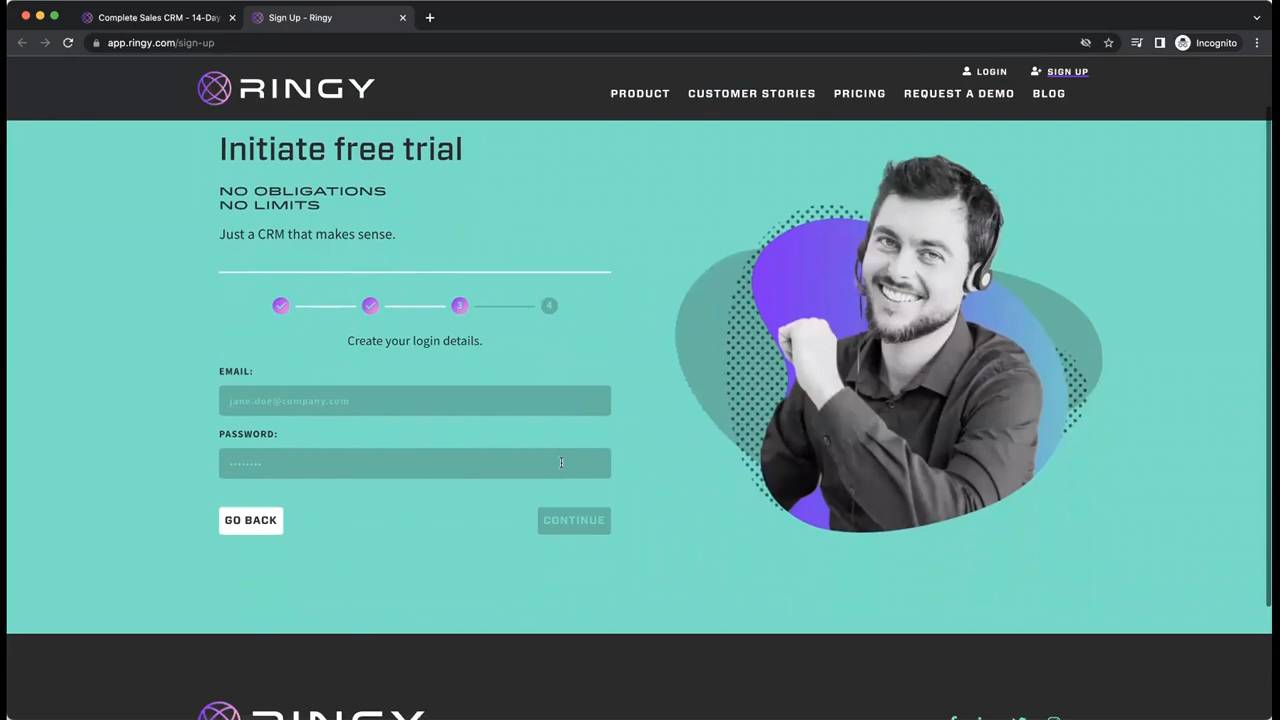 Complete Sales CRM - 14-Day
Sign Up - Ringy
app.ringy.com/sign-up
Incognito
RINGY
LOGIN
SIGN UP
PRODUCT
CUSTOMER STORIES
PRICING
REQUEST A DEMO
BLOG
Initiate free trial
NO OBLIGATIONS
NO LIMITS
Just a CRM that makes sense.
3
4
Create your login details.
EMAIL:
jane.doe@company.com
PASSWORD:
GO BACK
CONTINUE
RINGY